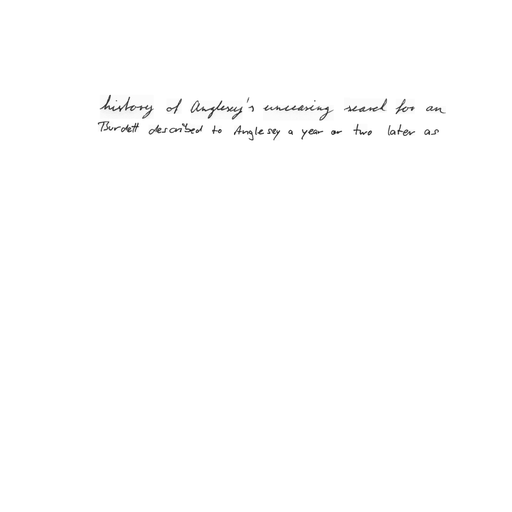 history of Anglesey's unceasing search for an
Burdett described to Anglesey a year or two later as